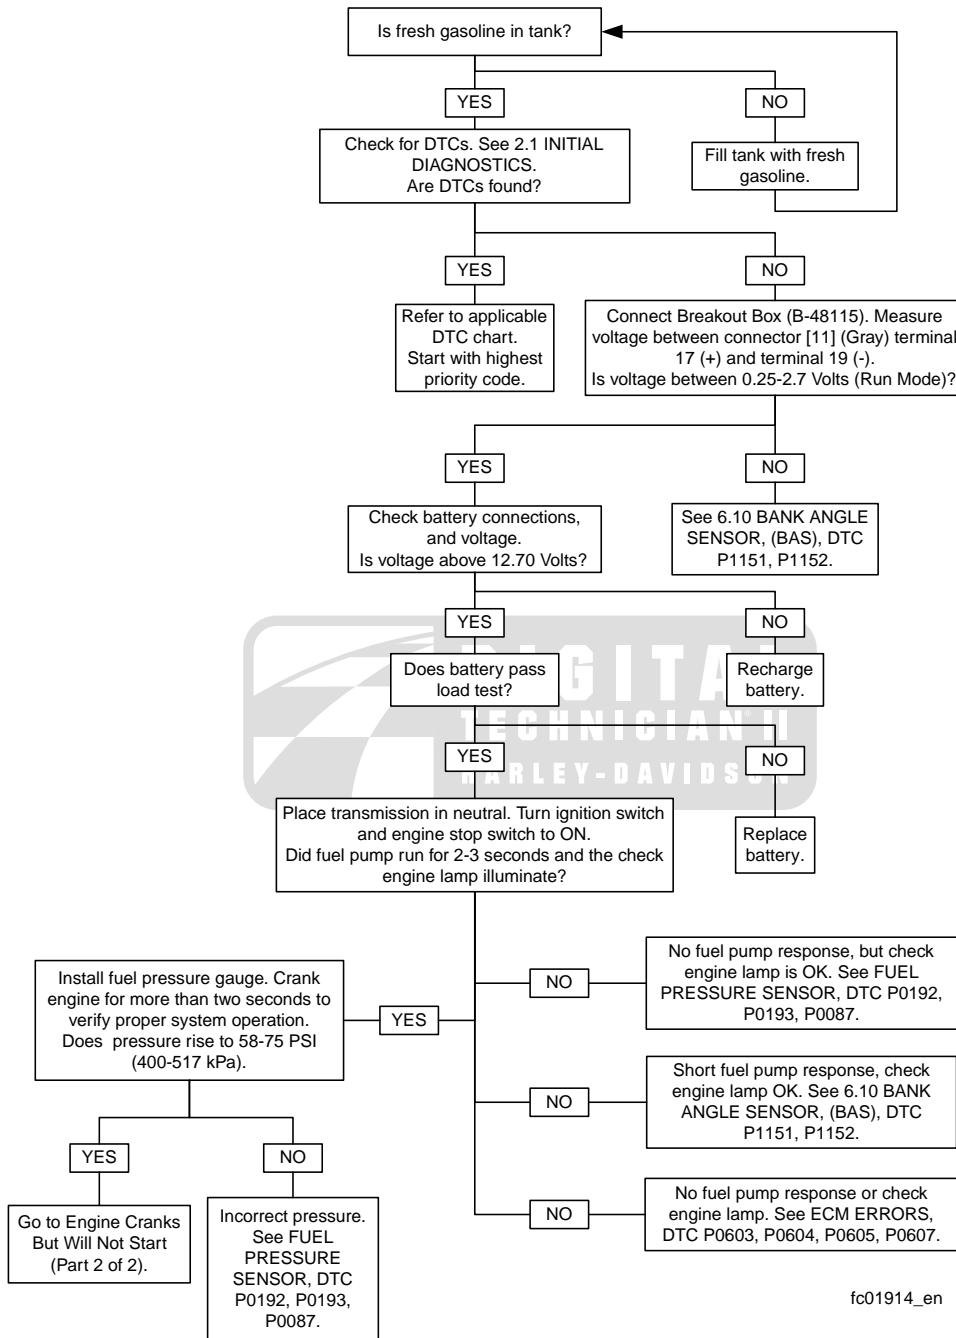 Is fresh gasoline in tank?
YES
NO
Check for DTCs. See 2.1 INITIAL
DIAGNOSTICS.
Are DTCs found?
Fill tank with fresh
gasoline.
YES
NO
Refer to applicable
DTC chart.
Start with highest
priority code.
Connect Breakout Box (B-48115). Measure
voltage between connector [11] (Gray) terminal
17 (+) and terminal 19 (-).
Is voltage between 0.25-2.7 Volts (Run Mode)?
YES
NO
Check battery connections,
and voltage.
Is voltage above 12.70 Volts?
See 6.10 BANK ANGLE
SENSOR, (BAS), DTC
P1151, P1152.
YES
NO
Does battery pass
load test?
Recharge
battery.
DIGITAL
TECHNICIAN II
HARLEY-DAVIDSON
YES
NO
Place transmission in neutral. Turn ignition switch
and engine stop switch to ON.
Did fuel pump run for 2-3 seconds and the check
engine lamp illuminate?
Replace
battery.
Install fuel pressure gauge. Crank
engine for more than two seconds to
verify proper system operation.
Does pressure rise to 58-75 PSI
(400-517 kPa).
YES
NO
No fuel pump response, but check
engine lamp is OK. See FUEL
PRESSURE SENSOR, DTC P0192,
P0193, P0087.
NO
Short fuel pump response, check
engine lamp OK. See 6.10 BANK
ANGLE SENSOR, (BAS), DTC
P1151, P1152.
YES
NO
NO
No fuel pump response or check
engine lamp. See ECM ERRORS,
DTC P0603, P0604, P0605, P0607.
Go to Engine Cranks
But Will Not Start
(Part 2 of 2).
Incorrect pressure.
See FUEL
PRESSURE
SENSOR, DTC
P0192, P0193,
P0087.
fc01914_en